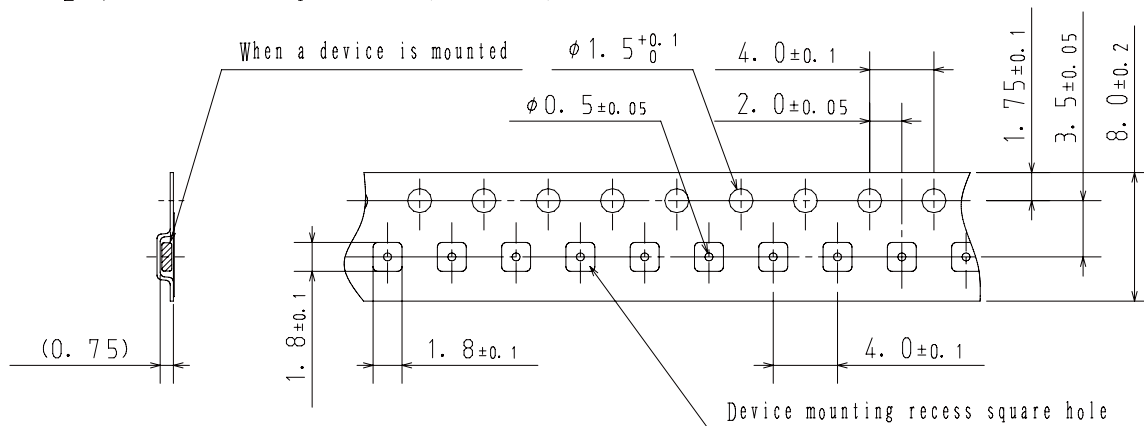 When a device is mounted
φ1.5 +0.1 0
4.0±0.1
φ0.5±0.05
2.0±0.05
1.75±0.1
3.5±0.05
8.0±0.2
(0.75)
1.8±0.1
1.8±0.1
4.0±0.1
Device mounting recess square hole